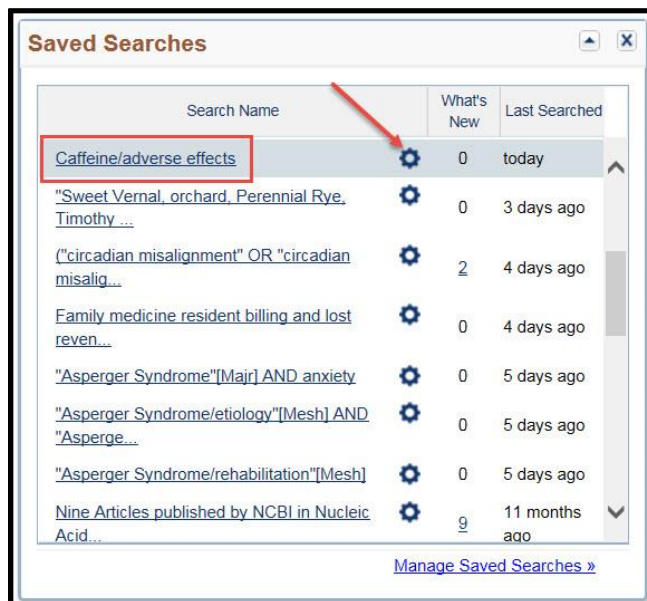 Saved Searches
Search Name
What's
New
Last Searched
Caffeine/adverse effects 0 today
"Sweet Vernal, orchard, Perennial Rye,
Timothy ... 0 3 days ago
("circadian misalignment" OR "circadian
misalig... 2 4 days ago
Family medicine resident billing and lost
reven... 0 4 days ago
"Asperger Syndrome"[Majr] AND anxiety 0 5 days ago
"Asperger Syndrome/etiology"[Mesh] AND
"Asperge... 0 5 days ago
"Asperger Syndrome/rehabilitation"[Mesh] 0 5 days ago
Nine Articles published by NCBI in Nucleic
Acid... 9 11 months
ago
Manage Saved Searches »